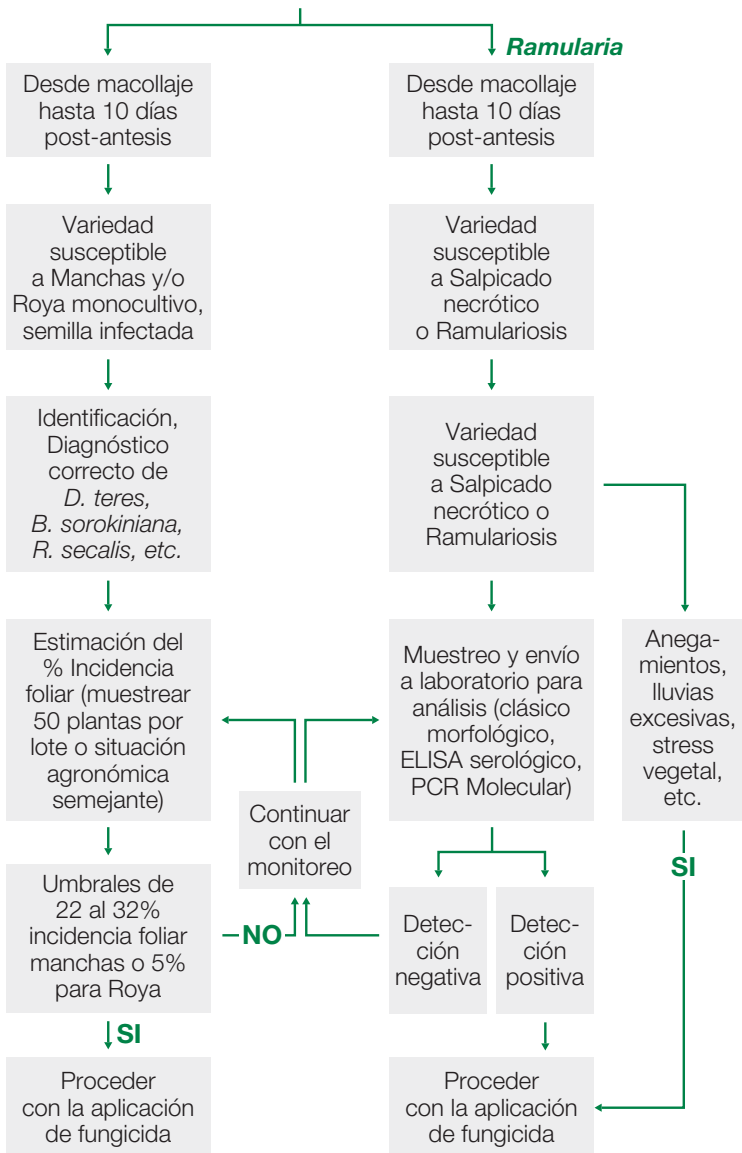 Ramularia
Desde macollaje
hasta 10 días
post-antesis
Desde macollaje
hasta 10 días
post-antesis
Variedad
susceptible
a Manchas y/o
Roya monocultivo,
semilla infectada
Variedad
susceptible
a Salpicado
necrótico
o Ramulariosis
Identificación,
Diagnóstico
correcto de
D. teres,
B. sorokiniana,
R. secalis, etc.
Variedad
susceptible
a Salpicado
necrótico o
Ramulariosis
Estimación del
% Incidencia
foliar (muestrear
50 plantas por
lote o situación
agronómica
semejante)
Muestreo y envío
a laboratorio para
análisis (clásico
morfológico,
ELISA serológico,
PCR Molecular)
Anega-
mientos,
lluvias
excesivas,
stress
vegetal,
etc.
Continuar
con el
monitoreo
Umbrales de
22 al 32%
incidencia foliar
manchas o 5%
para Roya
NO
Detec-
ción
negativa
Detec-
ción
positiva
SI
SI
Proceder
con la aplicación
de fungicida
Proceder
con la aplicación
de fungicida